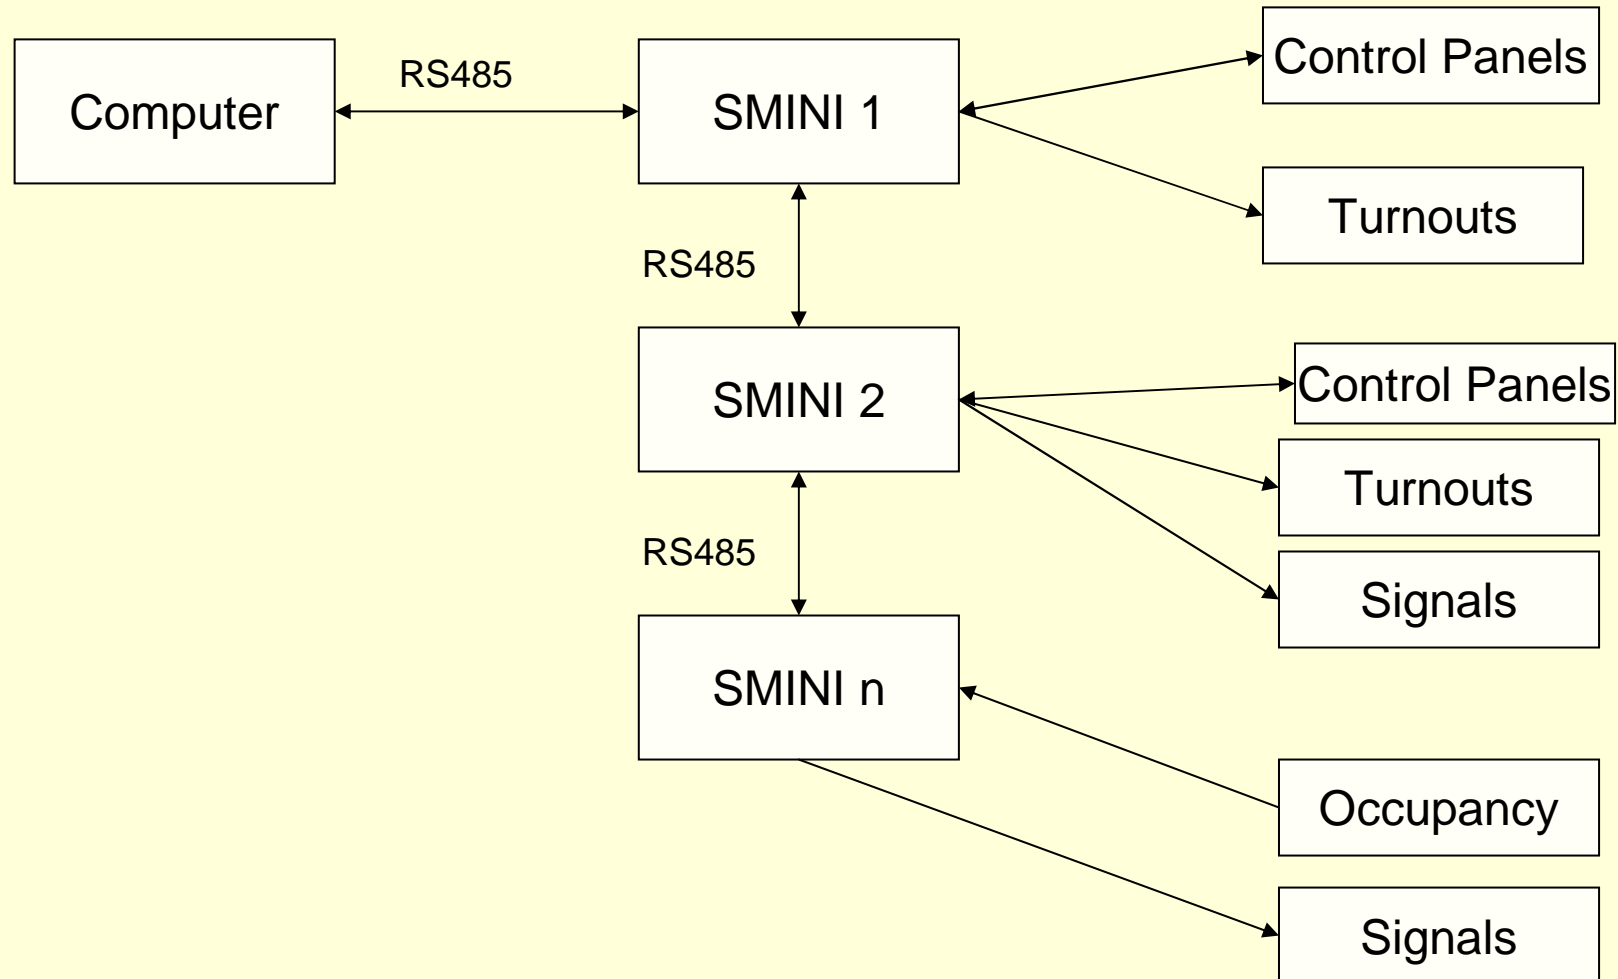 Computer
RS485
SMINI 1
Control Panels
Turnouts
RS485
SMINI 2
Control Panels
Turnouts
Signals
RS485
SMINI n
Occupancy
Signals